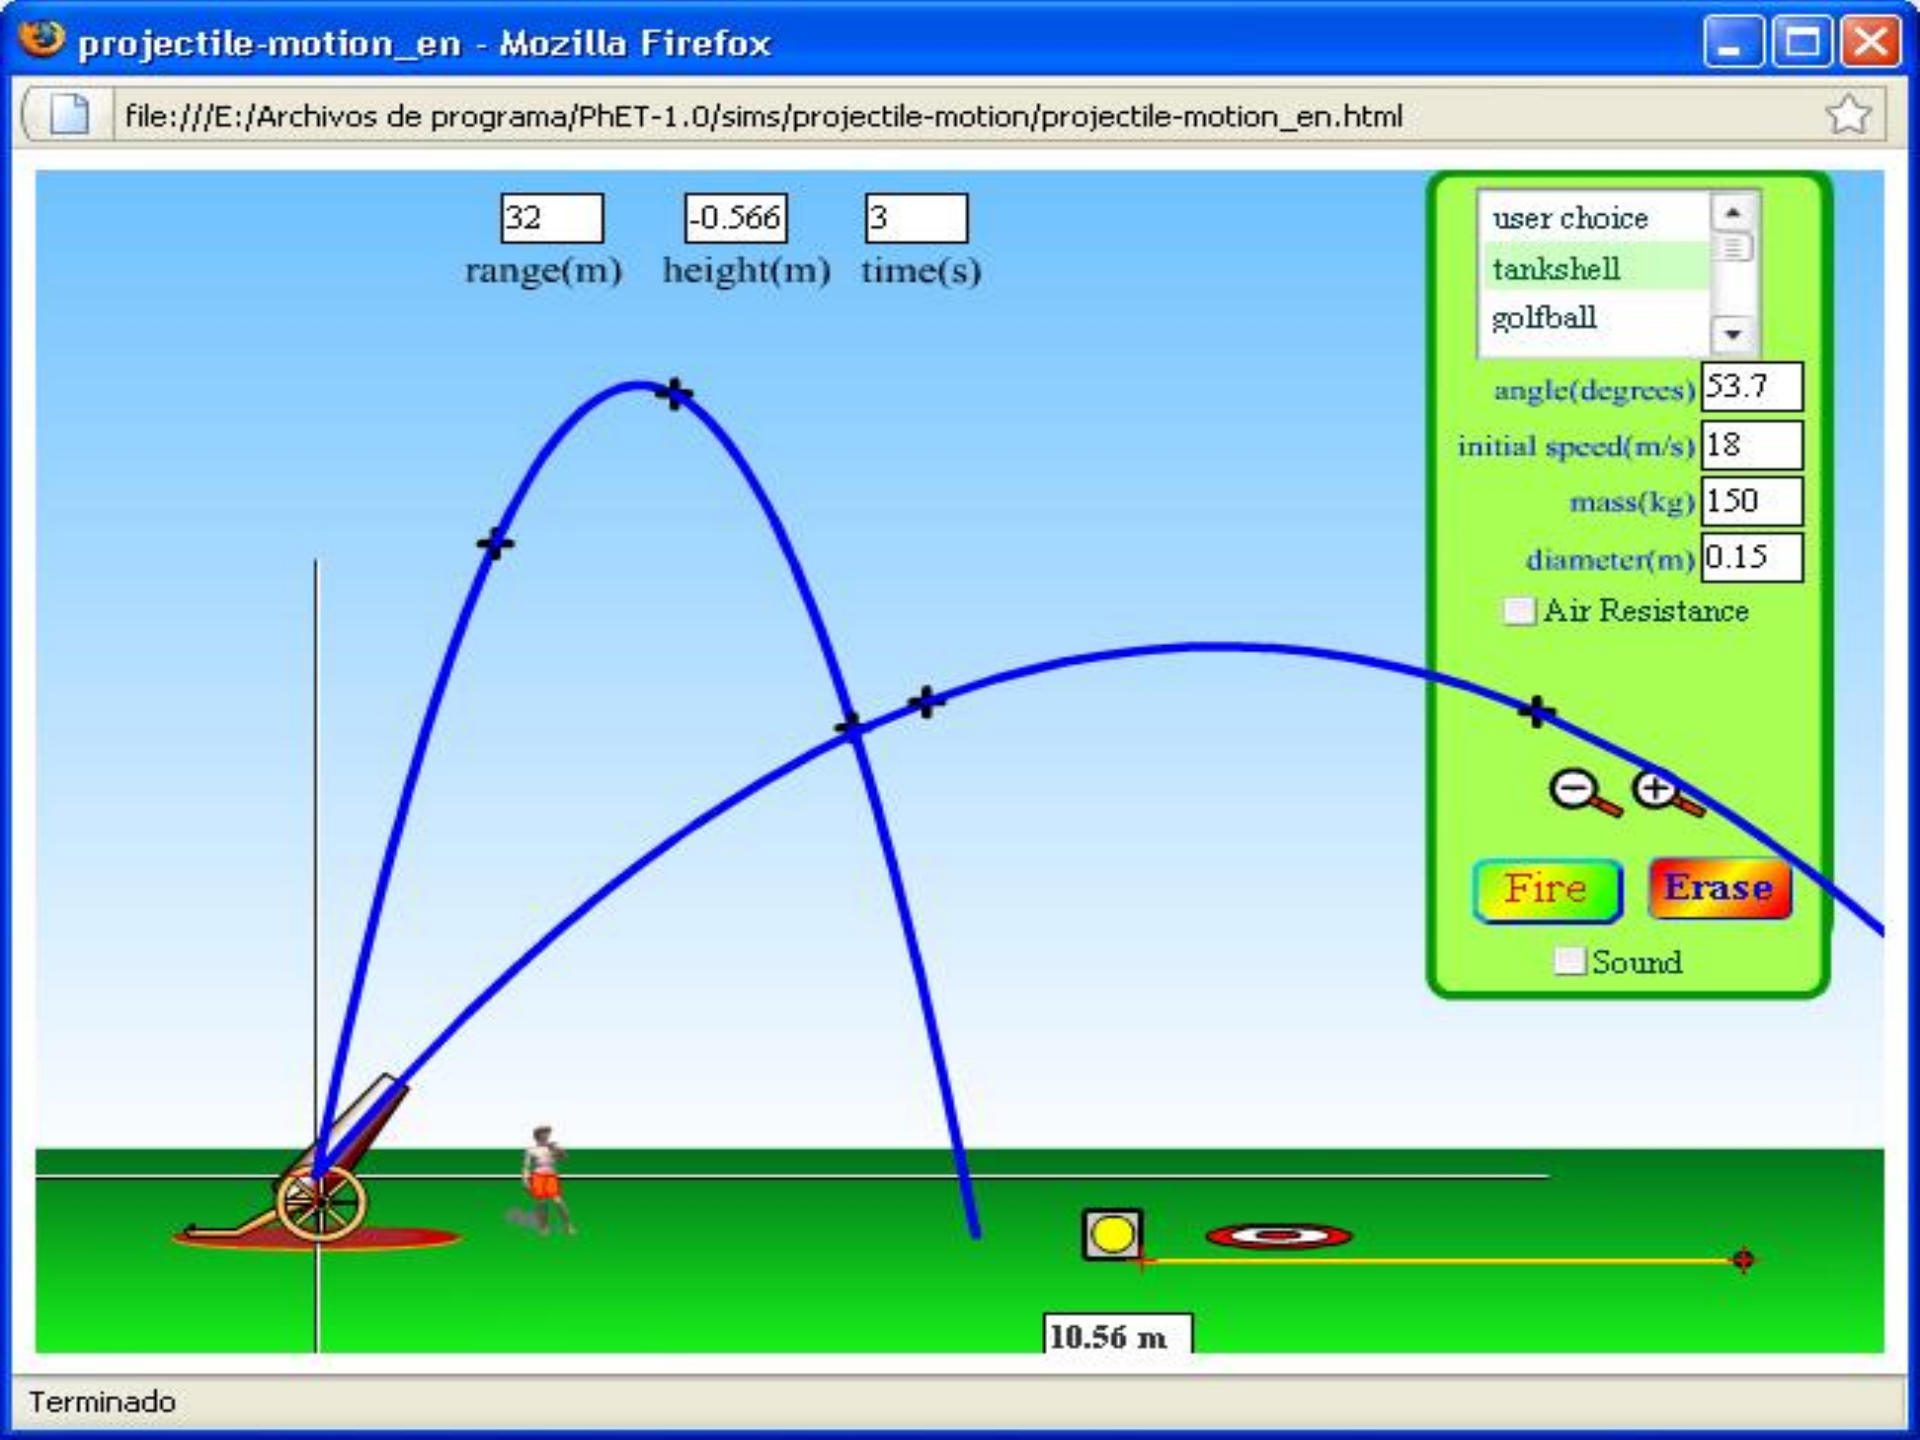 projectile-motion_en - Mozilla Firefox
file:///E:/Archivos de programa/PhET-1.0/sims/projectile-motion/projectile-motion_en.html
32 -0.566 3
range(m) height(m) time(s)
user choice
tankshell
golfball
angle(degrees) 53.7
initial speed(m/s) 18
mass(kg) 150
diameter(m) 0.15
Air Resistance
Fire Erase
Sound
10.56 m
Terminado